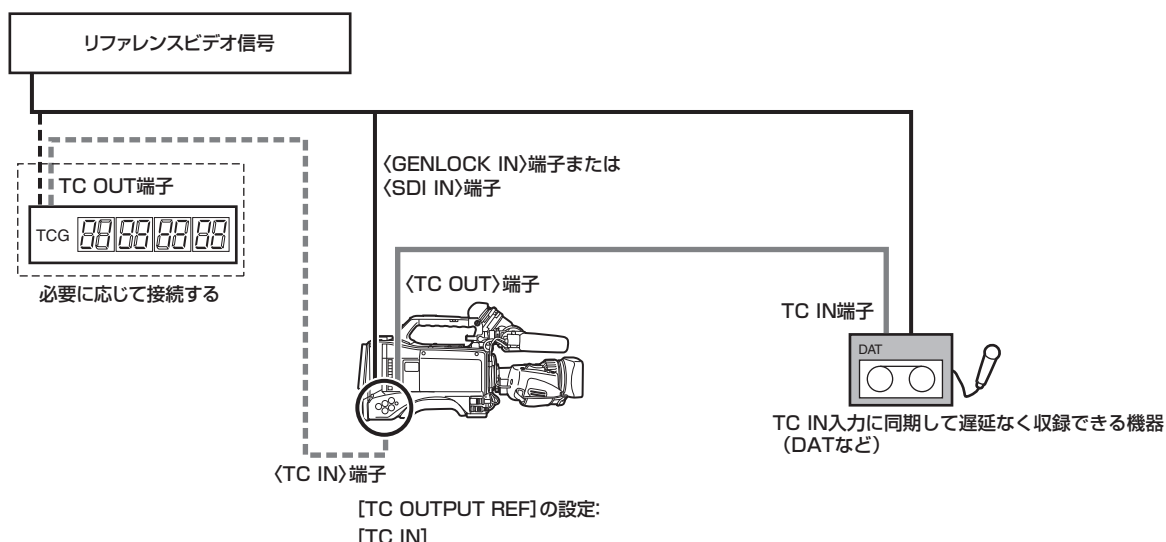 リファレンスビデオ信号
TC OUT端子
TCG
88 88 88 88
必要に応じて接続する
〈GENLOCK IN〉端子または
〈SDI IN〉端子
〈TC OUT〉端子
TC IN端子
DAT
TC IN入力に同期して遅延なく収録できる機器
（DATなど）
〈TC IN〉端子
[TC OUTPUT REF]の設定:
[TC IN]